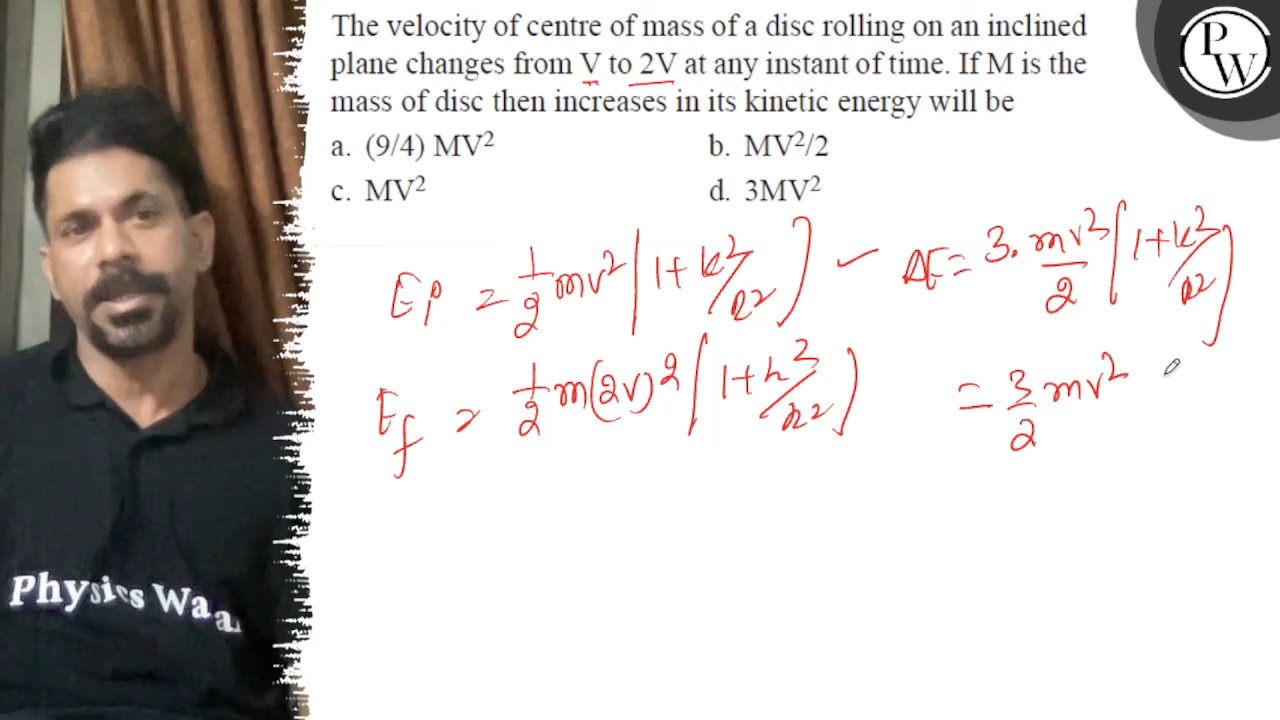 The velocity of centre of mass of a disc rolling on an inclined
plane changes from V to 2V at any instant of time. If M is the
mass of disc then increases in its kinetic energy will be
a. (9/4) MV² b. MV²/2
c. MV² d. 3MV²
PW
Ei = 1/2 mv² (1 + k²/R²)
ΔE = 3. mv²/2 (1 + k²/R²)
Ef = 1/2 m(2v)² (1 + k²/R²)
= 3/2 mv²
Physics Wa